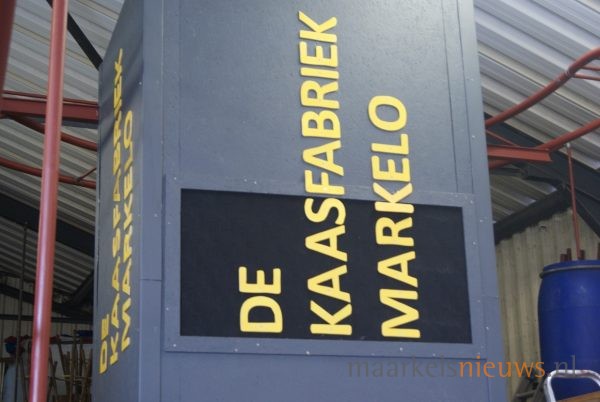 DE
KAASFABRIEK
MARKELO
DE
KAASFABRIEK
MARKELO
maarkelsnieuws.nl